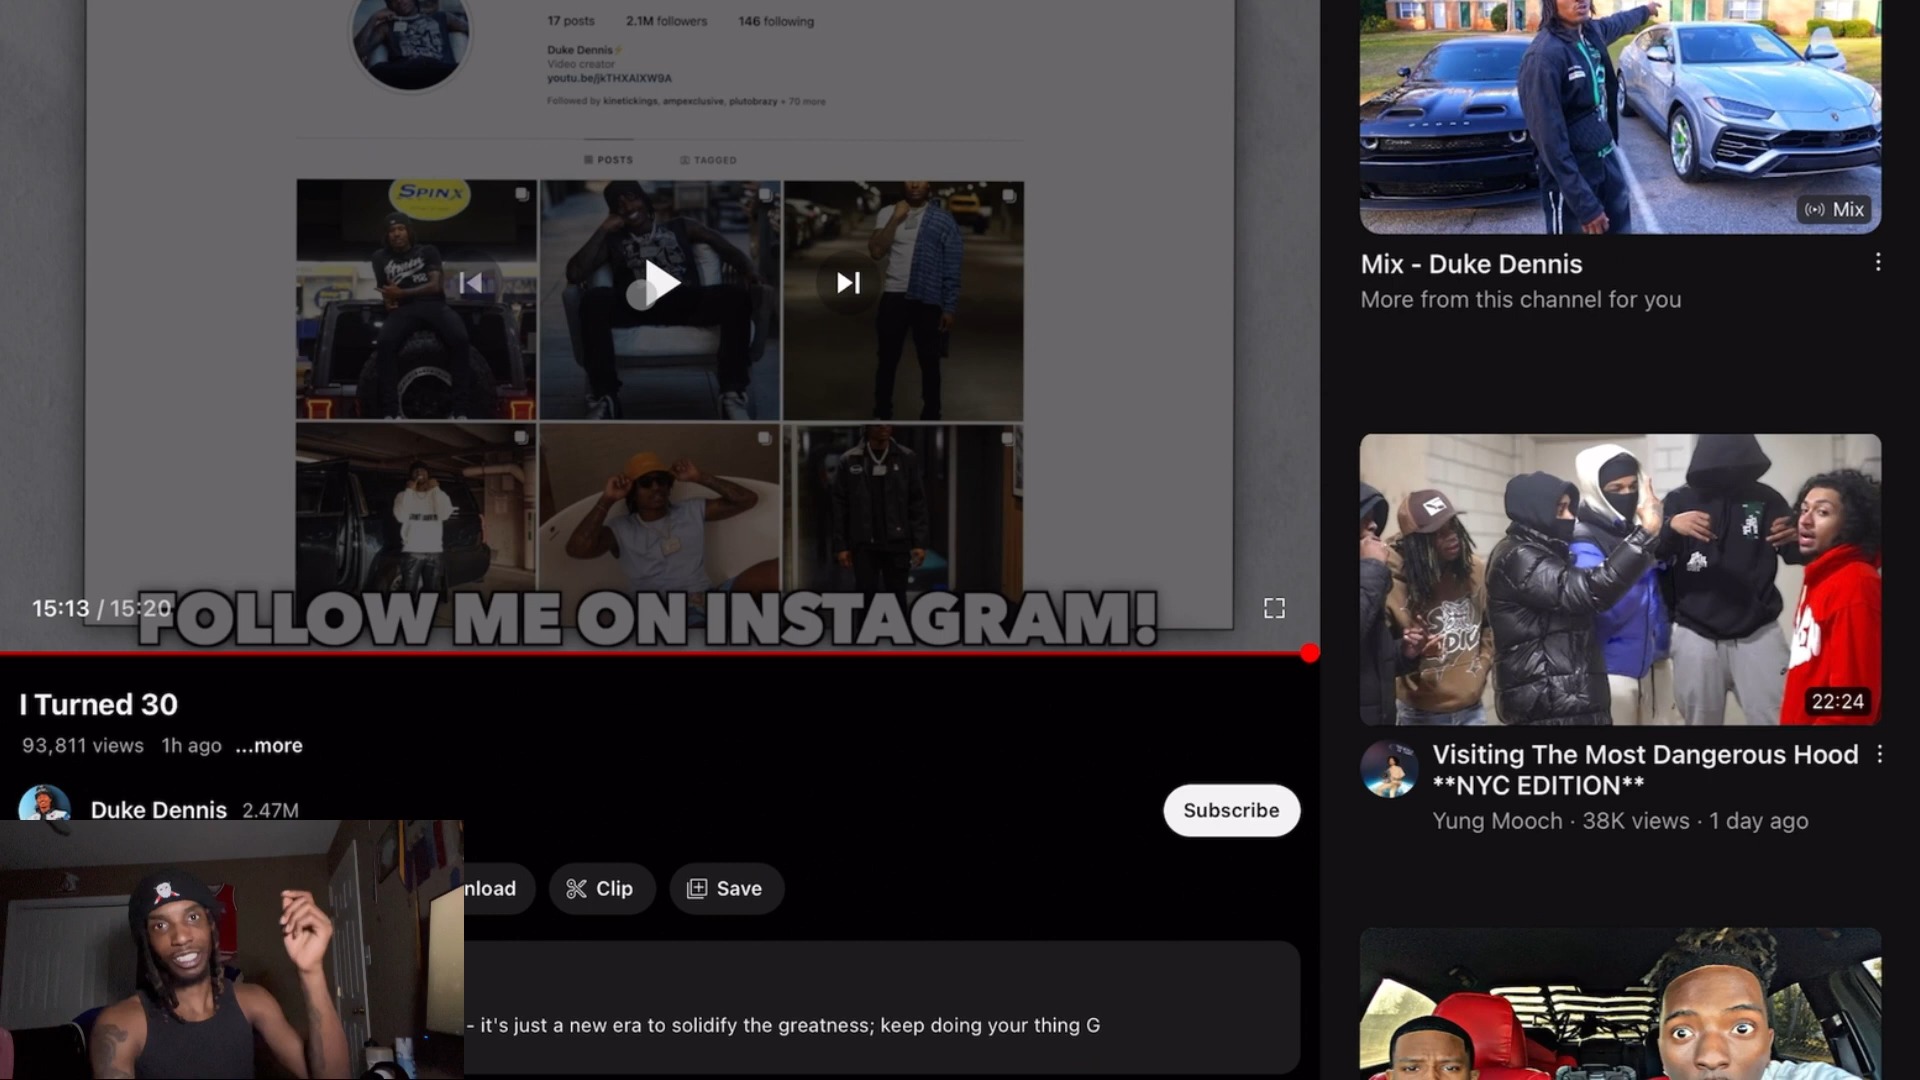 17 posts 2.1M followers 146 following
Duke Dennis⚡
Video creator
youtu.be/jkTHXAIXW9A
Followed by kinetickings, ampexclusive, plutobrazy + 70 more
POSTS TAGGED
SPINX
15:13 / 15:20
FOLLOW ME ON INSTAGRAM!
I Turned 30
93,811 views 1h ago ...more
Duke Dennis 2.47M
Subscribe
nload
Clip
Save
- it's just a new era to solidify the greatness; keep doing your thing G
Mix
Mix - Duke Dennis
More from this channel for you
22:24
Visiting The Most Dangerous Hood
**NYC EDITION**
Yung Mooch · 38K views · 1 day ago